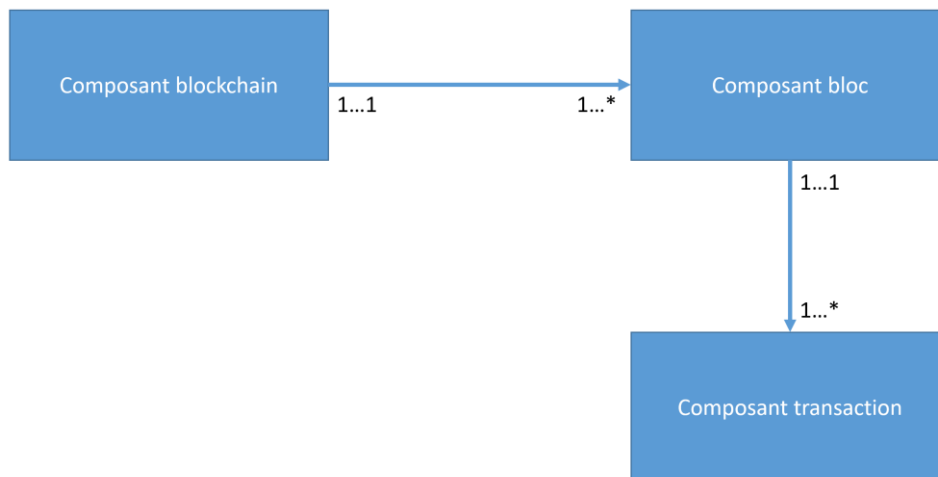 Composant blockchain
Composant bloc
1...1
1...*
1...1
1...*
Composant transaction